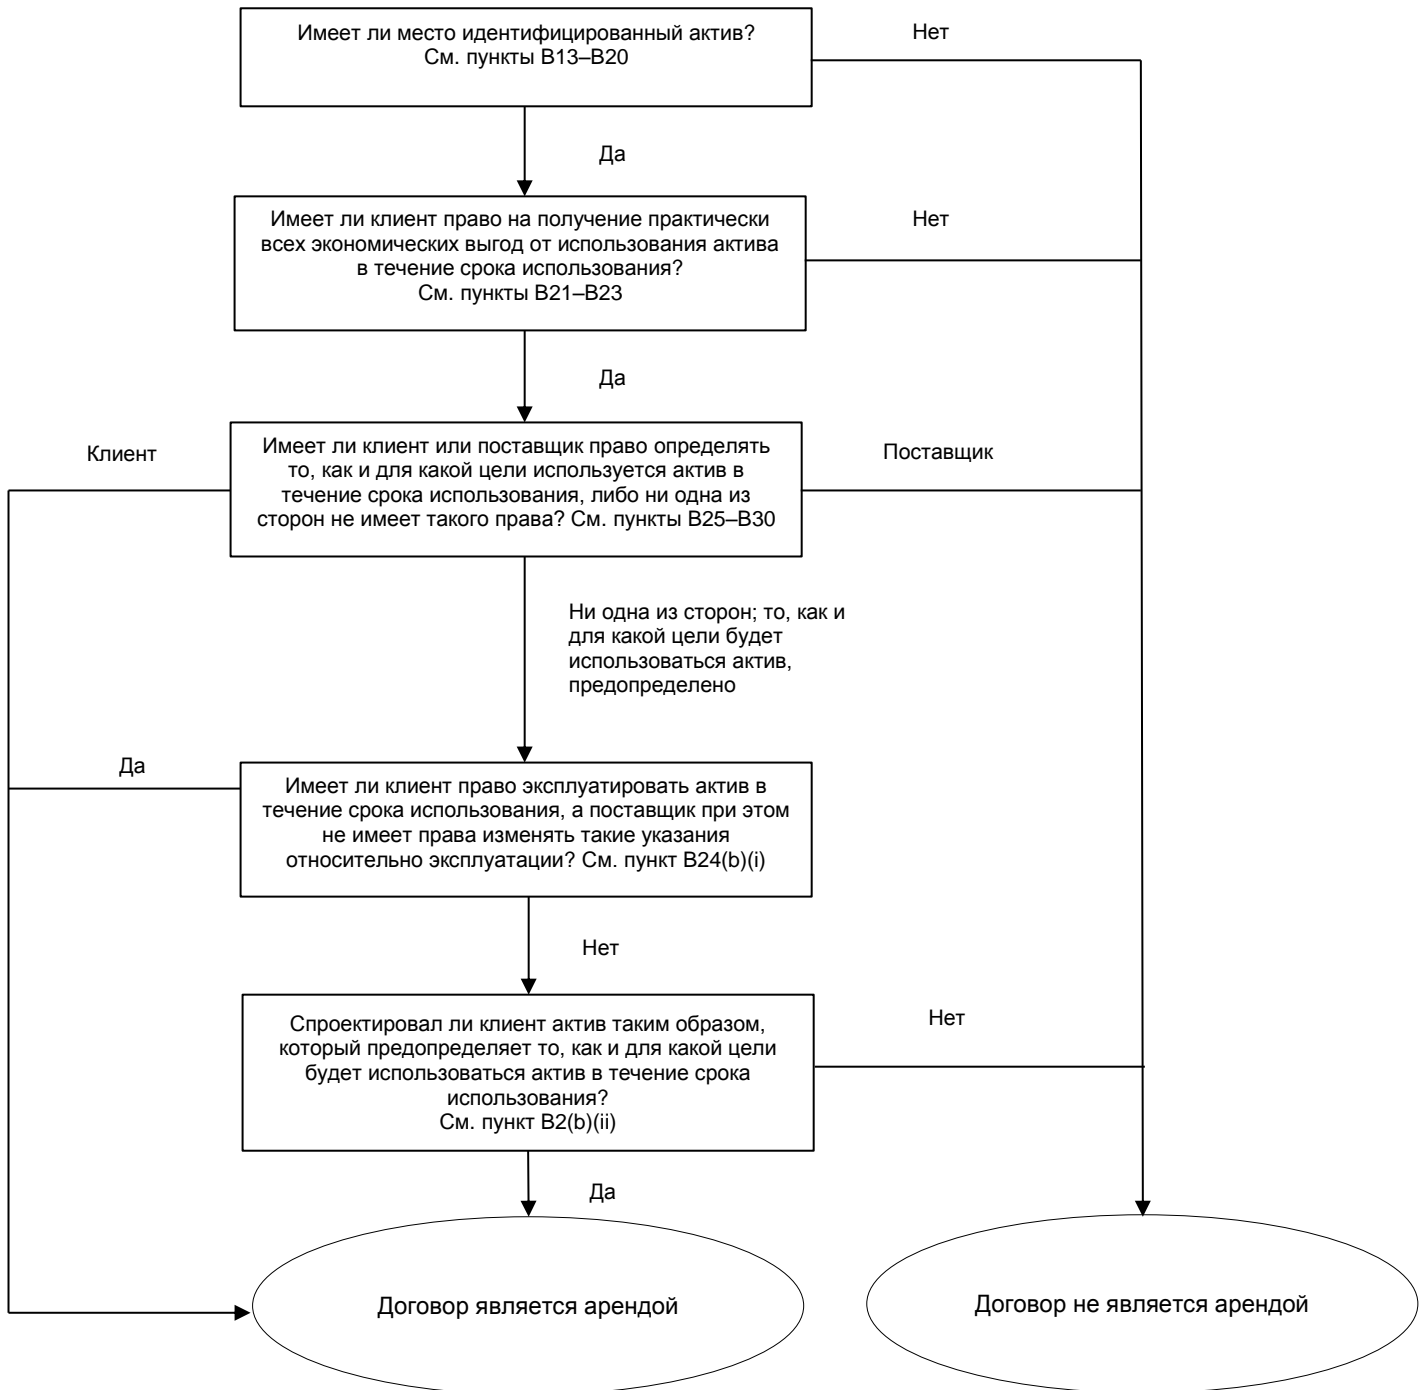 Имеет ли место идентифицированный актив?
См. пункты B13–B20
Нет
Да
Имеет ли клиент право на получение практически
всех экономических выгод от использования актива
в течение срока использования?
См. пункты B21–B23
Нет
Да
Клиент
Имеет ли клиент или поставщик право определять
то, как и для какой цели используется актив в
течение срока использования, либо ни одна из
сторон не имеет такого права? См. пункты B25–B30
Поставщик
Ни одна из сторон; то, как и
для какой цели будет
использоваться актив,
предопределено
Да
Имеет ли клиент право эксплуатировать актив в
течение срока использования, а поставщик при этом
не имеет права изменять такие указания
относительно эксплуатации? См. пункт B24(b)(i)
Нет
Спроектировал ли клиент актив таким образом,
который предопределяет то, как и для какой цели
будет использоваться актив в течение срока
использования?
См. пункт B2(b)(ii)
Нет
Да
Договор является арендой
Договор не является арендой